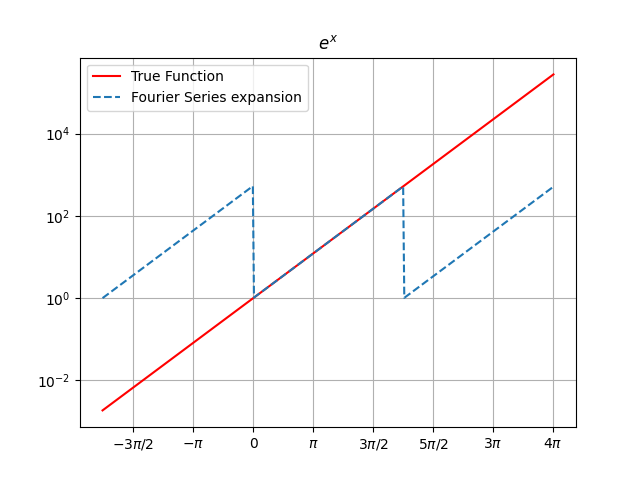 e^x
True Function
Fourier Series expansion
10^4
10^2
10^0
10^−2
−3π/2
−π
0
π
3π/2
5π/2
3π
4π